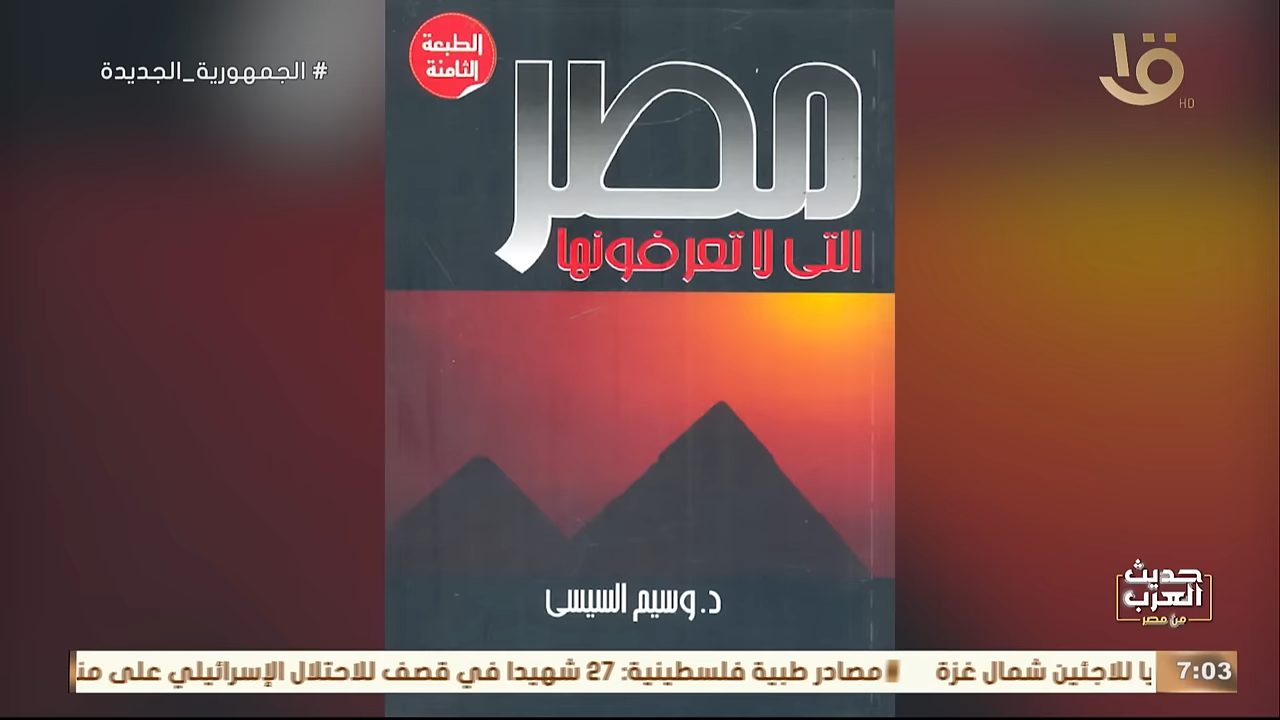 # الجمهورية_الجديدة
الطبعة
الثامنة
مصر
التى لا تعرفونها
د. وسيم السيسى
HD
حديث
العرب
من مصر
7:03
يا للاجئين شمال غزة
مصادر طبية فلسطينية: 27 شهيدا في قصف للاحتلال الإسرائيلي على